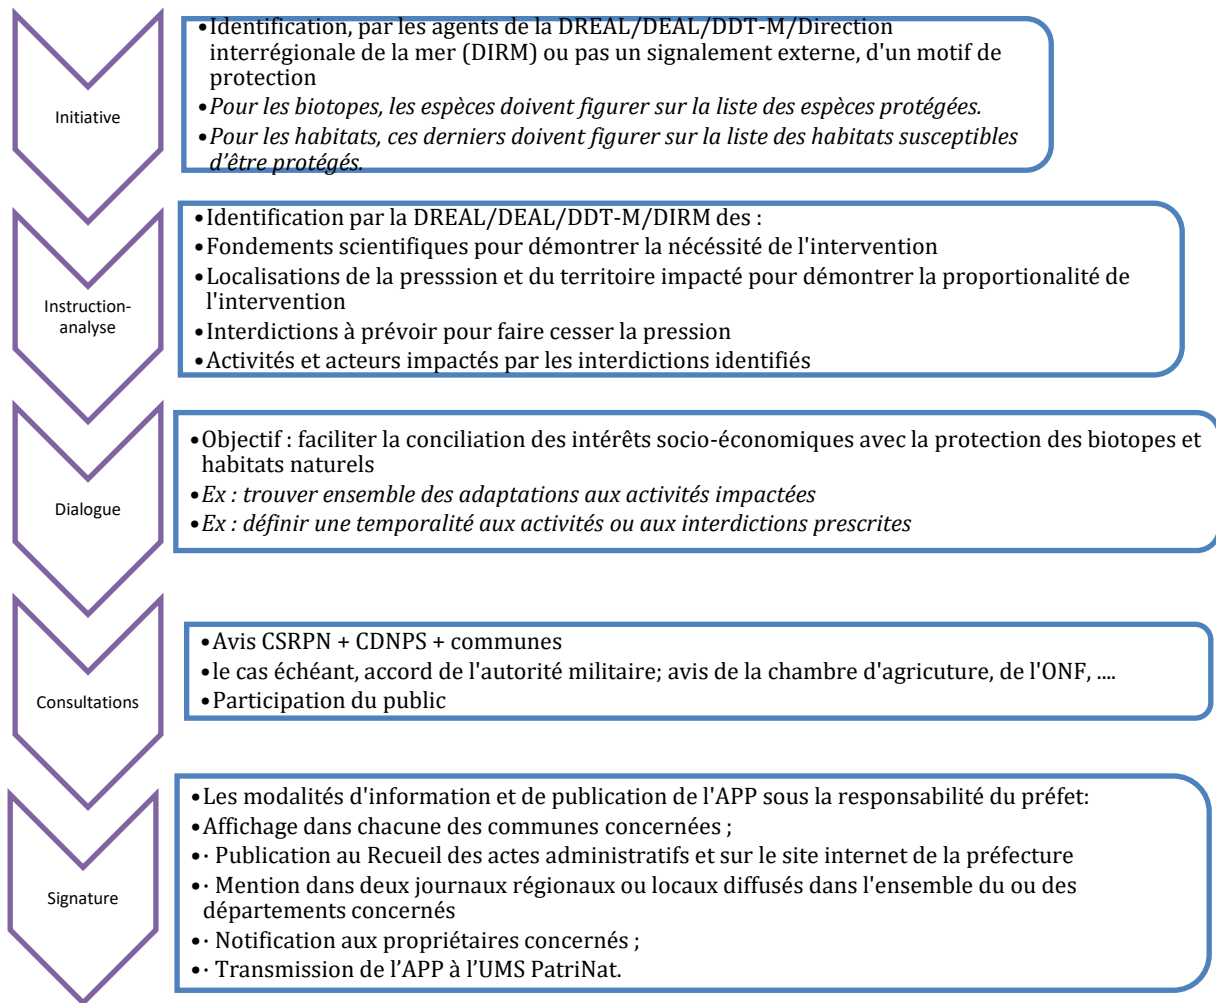 Initiative
•Identification, par les agents de la DREAL/DEAL/DDT-M/Direction
interrégionale de la mer (DIRM) ou pas un signalement externe, d'un motif de
protection
•Pour les biotopes, les espèces doivent figurer sur la liste des espèces protégées.
•Pour les habitats, ces derniers doivent figurer sur la liste des habitats susceptibles
d'être protégés.
Instruction-
analyse
•Identification par la DREAL/DEAL/DDT-M/DIRM des :
•Fondements scientifiques pour démontrer la nécéssité de l'intervention
•Localisations de la presssion et du territoire impacté pour démontrer la proportionalité de
l'intervention
•Interdictions à prévoir pour faire cesser la pression
•Activités et acteurs impactés par les interdictions identifiés
Dialogue
•Objectif : faciliter la conciliation des intérêts socio-économiques avec la protection des biotopes et
habitats naturels
•Ex : trouver ensemble des adaptations aux activités impactées
•Ex : définir une temporalité aux activités ou aux interdictions prescrites
Consultations
•Avis CSRPN + CDNPS + communes
•le cas échéant, accord de l'autorité militaire; avis de la chambre d'agricuture, de l'ONF, ....
•Participation du public
Signature
•Les modalités d'information et de publication de l'APP sous la responsabilité du préfet:
•Affichage dans chacune des communes concernées ;
•· Publication au Recueil des actes administratifs et sur le site internet de la préfecture
•· Mention dans deux journaux régionaux ou locaux diffusés dans l'ensemble du ou des
départements concernés
•· Notification aux propriétaires concernés ;
•· Transmission de l'APP à l'UMS PatriNat.